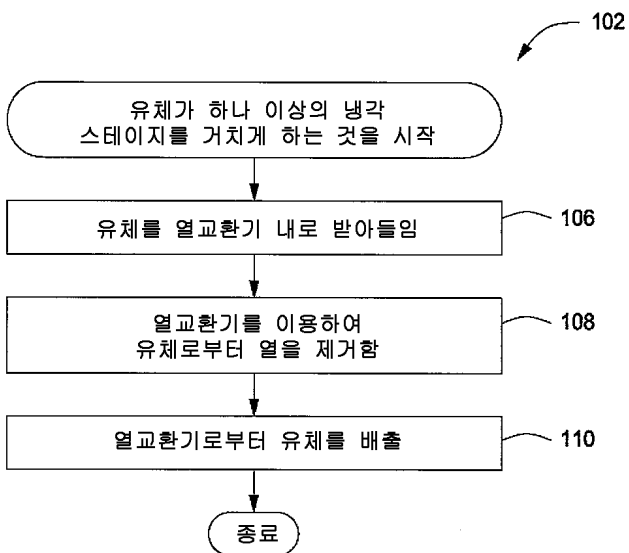 102
유체가 하나 이상의 냉각
스테이지를 거치게 하는 것을 시작
유체를 열교환기 내로 받아들임
106
열교환기를 이용하여
유체로부터 열을 제거함
108
열교환기로부터 유체를 배출
110
종료